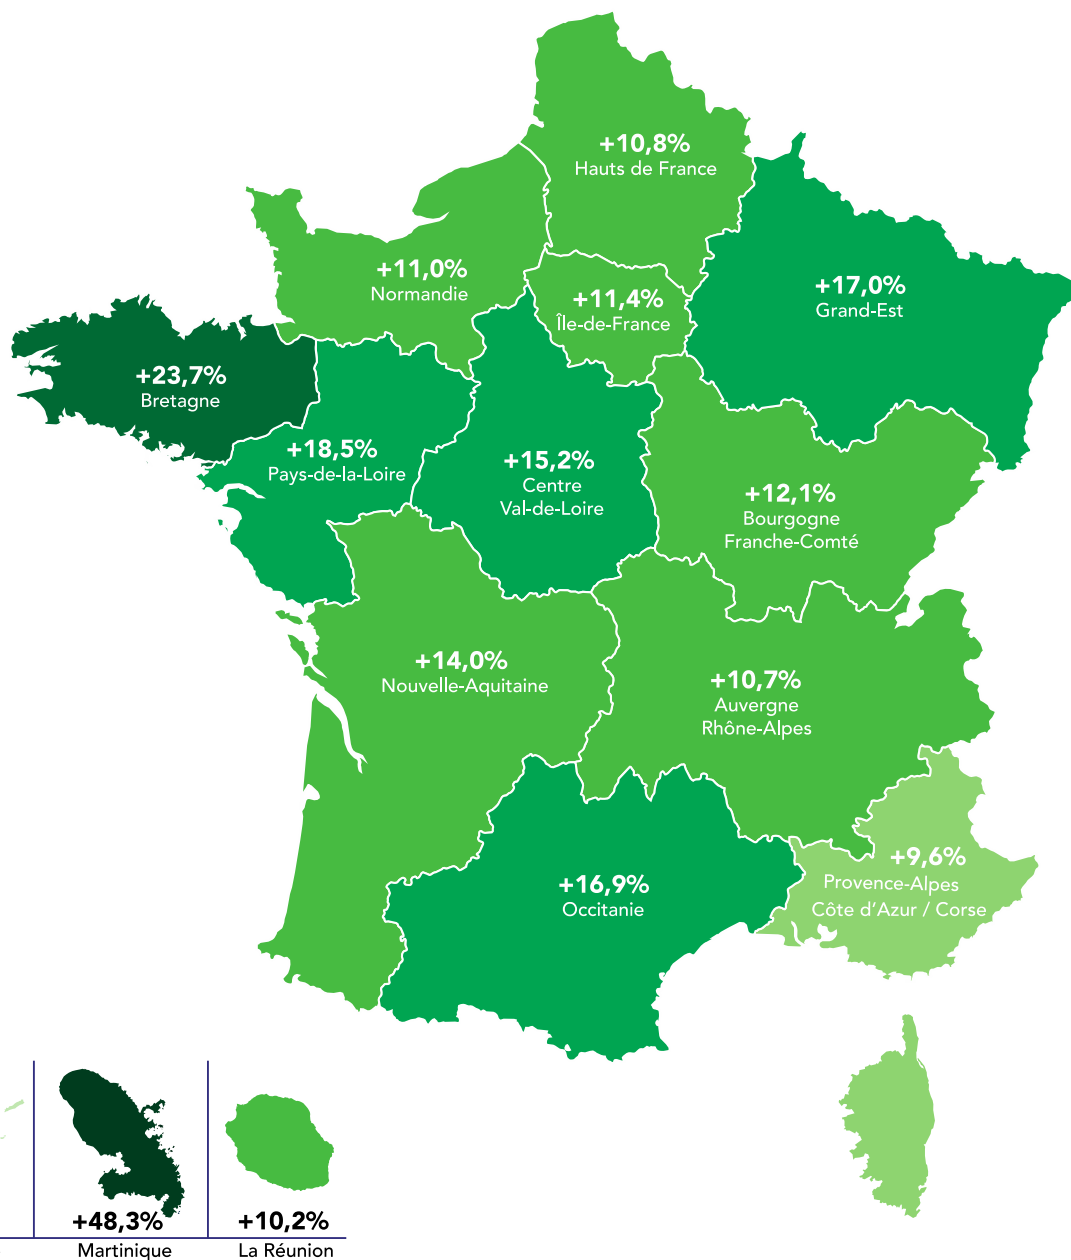 +10,8%
Hauts de France
+11,0%
Normandie
+11,4%
Île-de-France
+17,0%
Grand-Est
+23,7%
Bretagne
+18,5%
Pays-de-la-Loire
+15,2%
Centre
Val-de-Loire
+12,1%
Bourgogne
Franche-Comté
+14,0%
Nouvelle-Aquitaine
+10,7%
Auvergne
Rhône-Alpes
+9,6%
Provence-Alpes
Côte d'Azur / Corse
+16,9%
Occitanie
+48,3%
Martinique
+10,2%
La Réunion